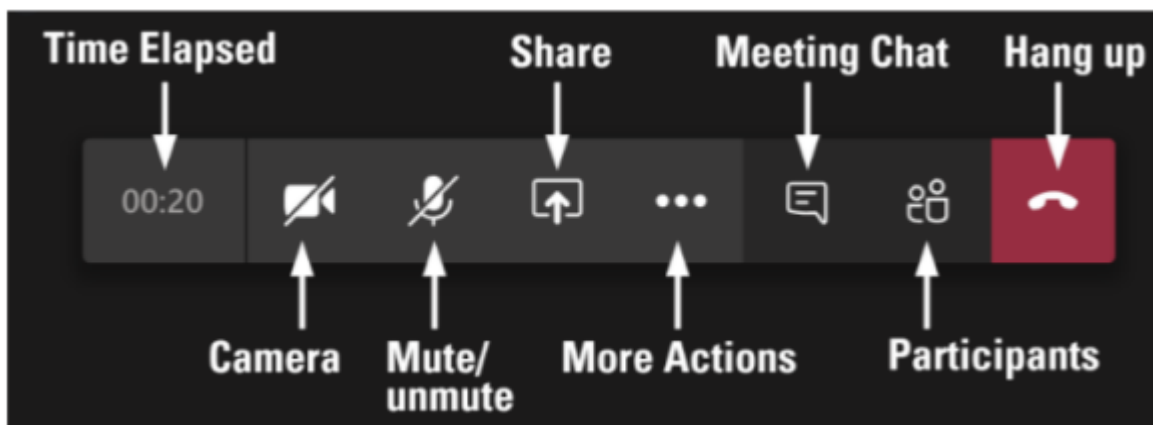 Time Elapsed
Share
Meeting Chat
Hang up
00:20
Camera
Mute/
unmute
More Actions
Participants